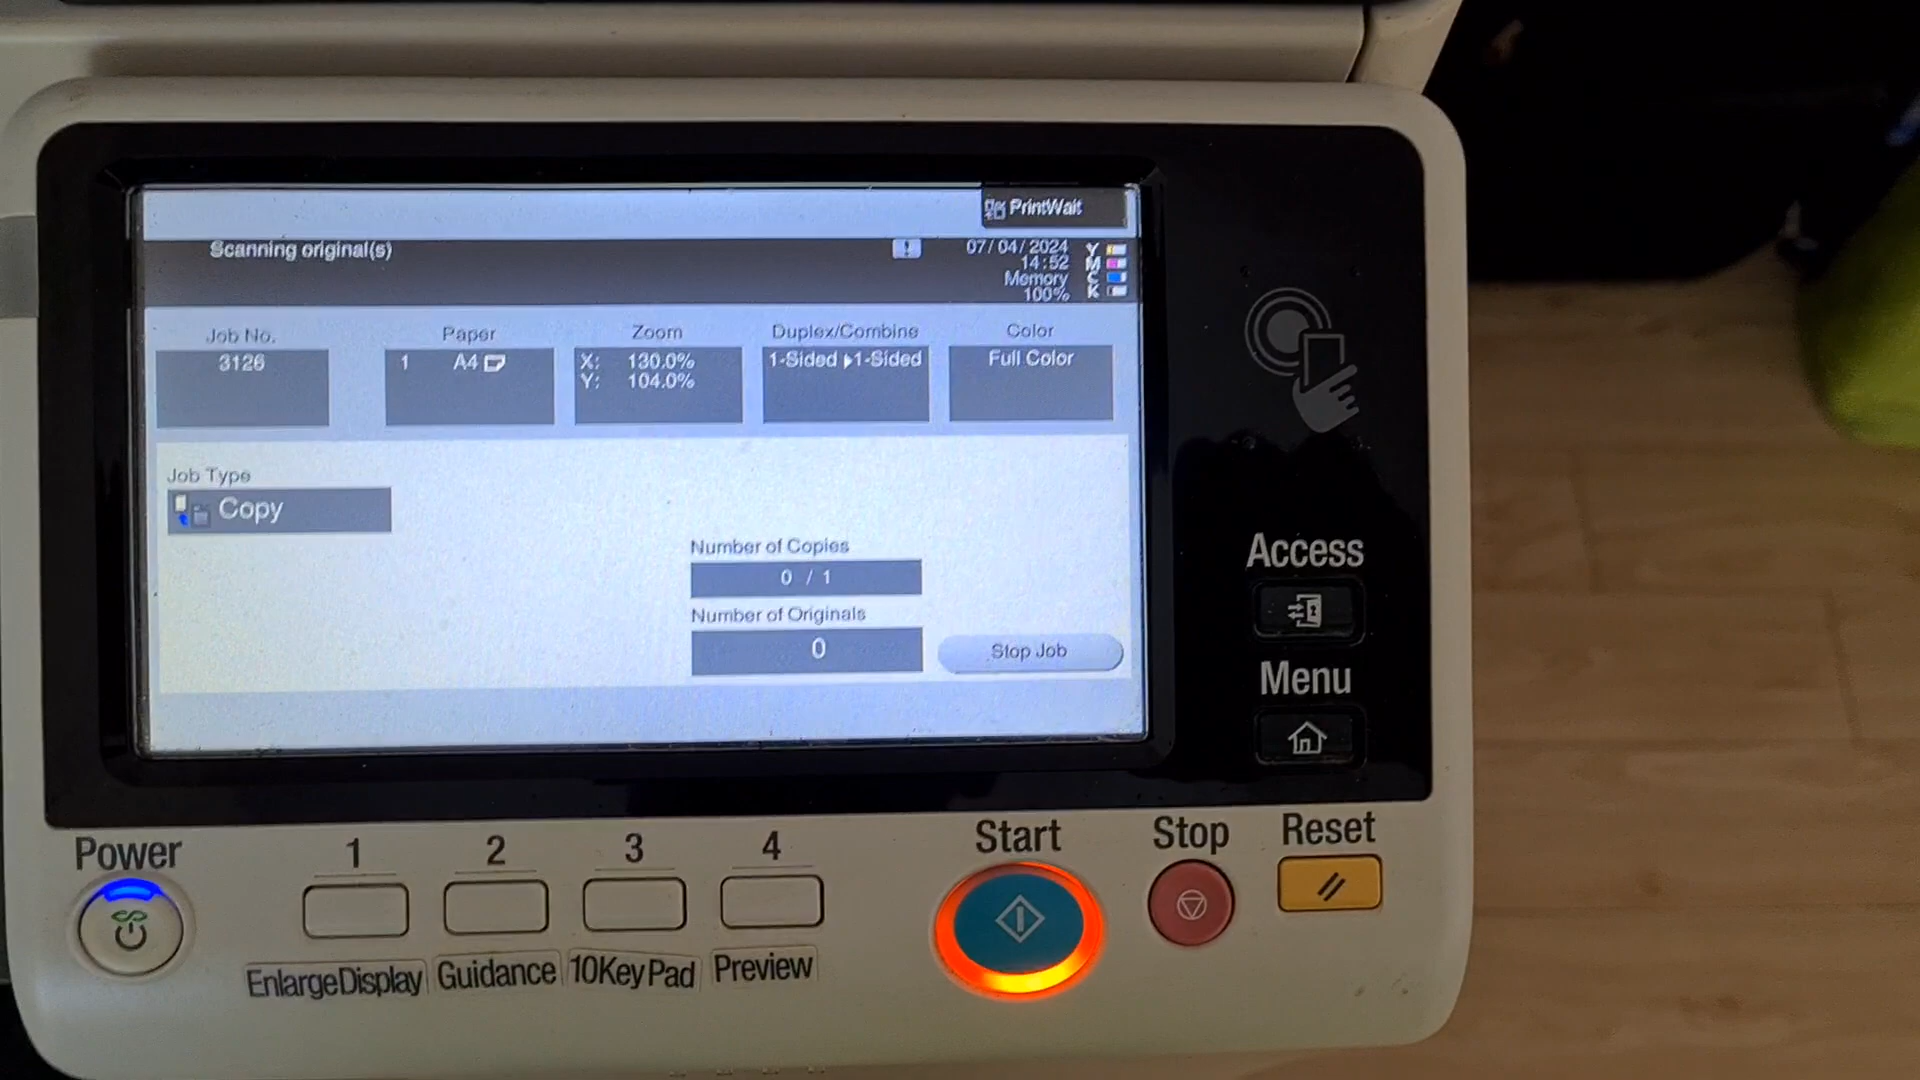 PrintWait
Scanning original(s)
!
07/04/2024
14:52
Memory
100%
Y
M
C
K
Job No.
3126
Paper
1 A4
Zoom
X: 130.0%
Y: 104.0%
Duplex/Combine
1-Sided ▶1-Sided
Color
Full Color
Job Type
Copy
Number of Copies
0 / 1
Number of Originals
0
Stop Job
Access
Menu
Power
1
2
3
4
Start
Stop
Reset
EnlargeDisplay
Guidance
10KeyPad
Preview